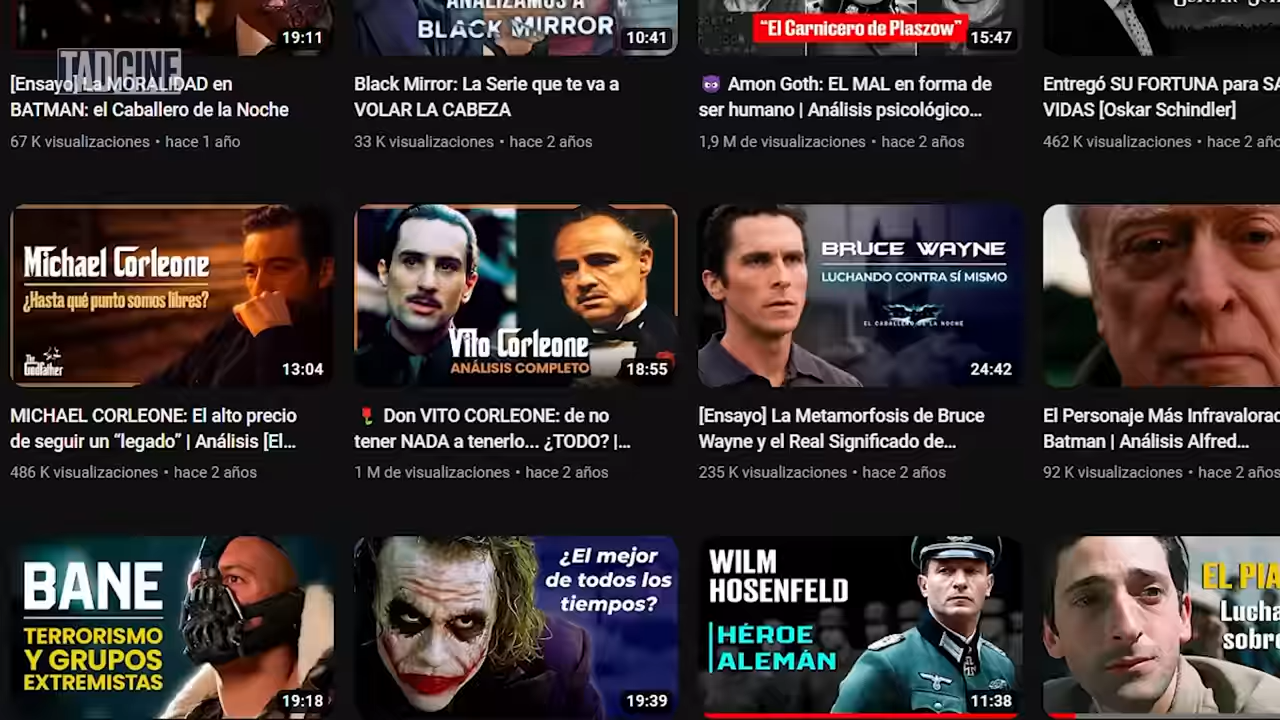 ANALIZAMOS A
BLACK MIRROR
"El Carnicero de Plaszow"
19:11
10:41
15:47
TADCINE
[Ensayo] La MORALIDAD en
BATMAN: el Caballero de la Noche
67 K visualizaciones • hace 1 año
Black Mirror: La Serie que te va a
VOLAR LA CABEZA
33 K visualizaciones • hace 2 años
😈 Amon Goth: EL MAL en forma de
ser humano | Análisis psicológico...
1,9 M de visualizaciones • hace 2 años
Entregó SU FORTUNA para SA
VIDAS [Oskar Schindler]
462 K visualizaciones • hace 2 año
Michael Corleone
¿Hasta qué punto somos libres?
The
Godfather
13:04
Vito Corleone
ANÁLISIS COMPLETO
18:55
BRUCE WAYNE
LUCHANDO CONTRA SÍ MISMO
EL CABALLERO DE LA NOCHE
24:42
MICHAEL CORLEONE: El alto precio
de seguir un “legado” | Análisis [El...
486 K visualizaciones • hace 2 años
🌹 Don VITO CORLEONE: de no
tener NADA a tenerlo... ¿TODO? |...
1 M de visualizaciones • hace 2 años
[Ensayo] La Metamorfosis de Bruce
Wayne y el Real Significado de...
235 K visualizaciones • hace 2 años
El Personaje Más Infravalorad
Batman | Análisis Alfred...
92 K visualizaciones • hace 2 años
BANE
TERRORISMO
Y GRUPOS
EXTREMISTAS
19:18
¿El mejor
de todos los
tiempos?
19:39
WILM
HOSENFELD
HÉROE
ALEMÁN
11:38
EL PIA
Lucha
sobre